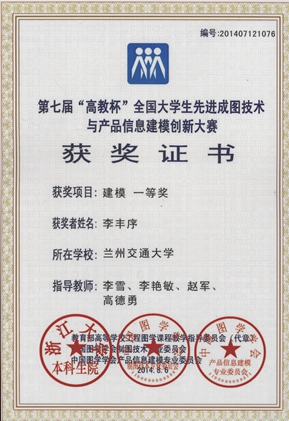 编号:201407121076
第七届“高教杯”全国大学生先进成图技术
与产品信息建模创新大赛
获奖证书
获奖项目: 建模 一等奖
获奖者姓名: 李丰序
所在学校: 兰州交通大学
指导教师: 李雪、李艳敏、赵军、
高德勇
教育部高等学校工程图学课程教学指导委员会（代章）
中国图学学会制图技术专业委员会
中国图学学会产品信息建模专业委员会
2014.8.6
浙江大
本科生院
产品信息建模
专业委员会